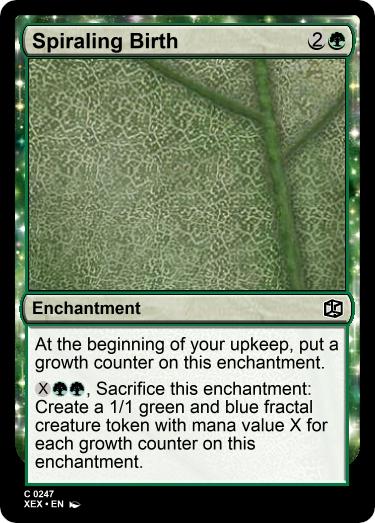 Spiraling Birth 2
Enchantment
At the beginning of your upkeep, put a
growth counter on this enchantment.
X, Sacrifice this enchantment:
Create a 1/1 green and blue fractal
creature token with mana value X for
each growth counter on this
enchantment.
C 0247
XEX • EN